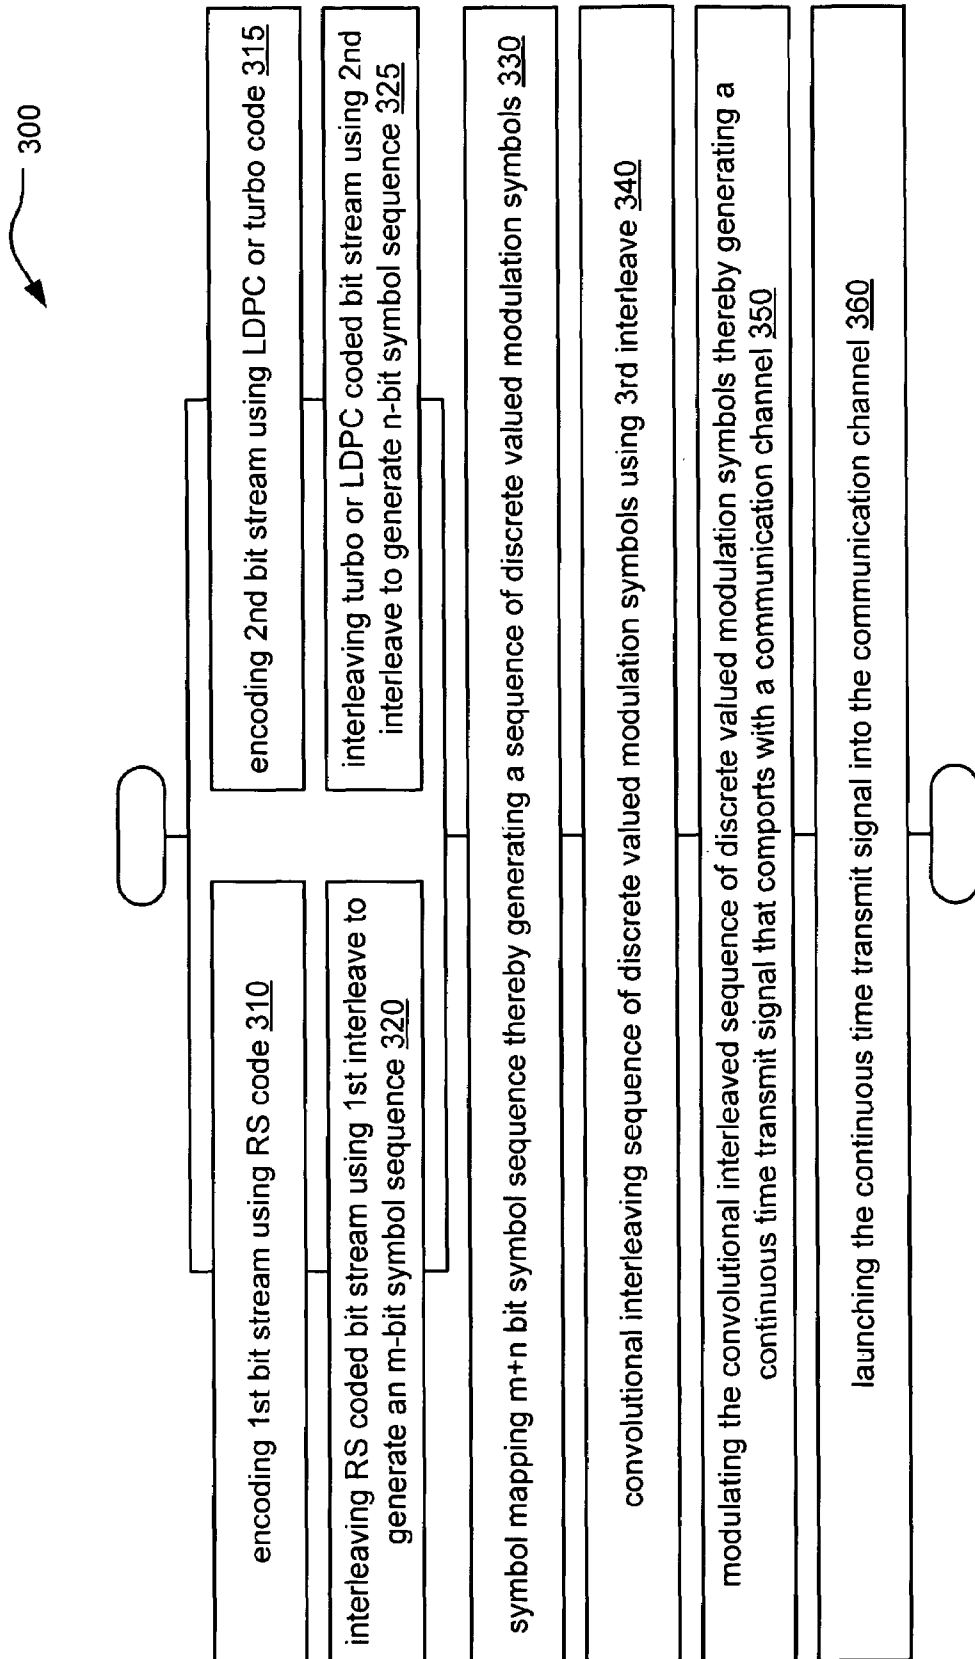 300
encoding 1st bit stream using RS code 310
encoding 2nd bit stream using LDPC or turbo code 315
interleaving RS coded bit stream using 1st interleave to
generate an m-bit symbol sequence 320
interleaving turbo or LDPC coded bit stream using 2nd
interleave to generate n-bit symbol sequence 325
symbol mapping m+n bit symbol sequence thereby generating a sequence of discrete valued modulation symbols 330
convolutional interleaving sequence of discrete valued modulation symbols using 3rd interleave 340
modulating the convolutional interleaved sequence of discrete valued modulation symbols thereby generating a
continuous time transmit signal that comports with a communication channel 350
launching the continuous time transmit signal into the communication channel 360